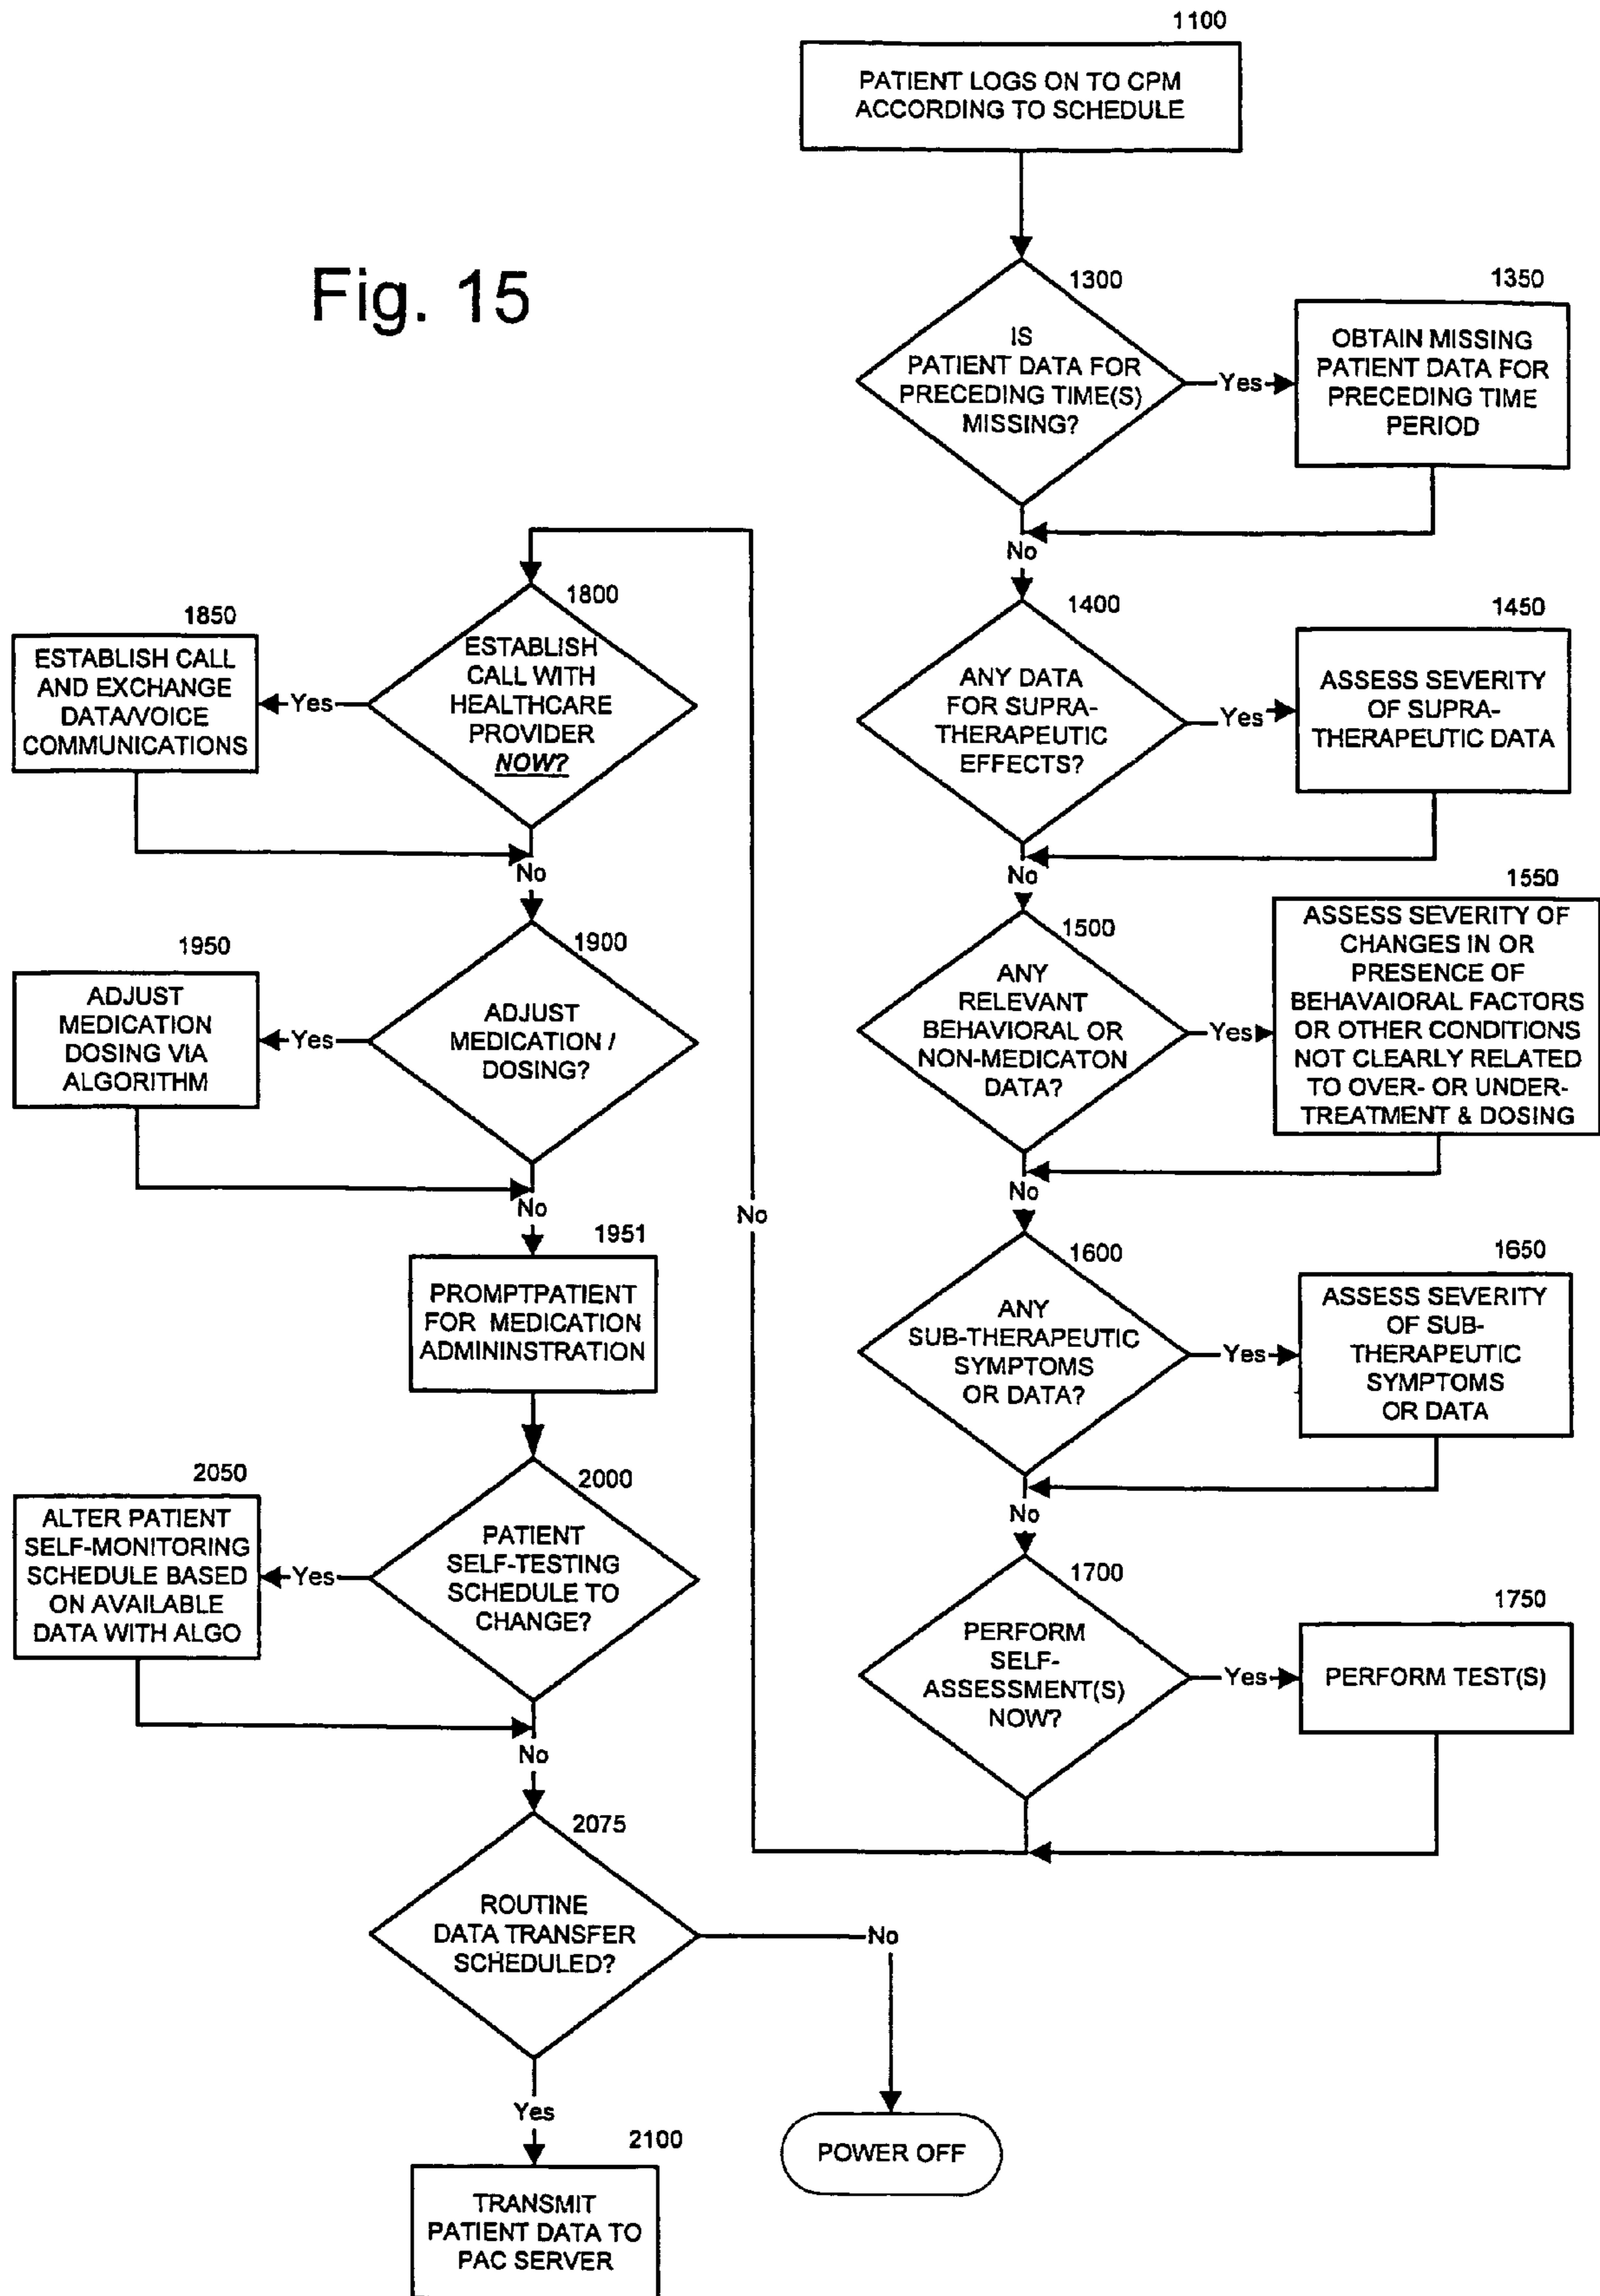 Fig. 15
1100
PATIENT LOGS ON TO CPM
ACCORDING TO SCHEDULE
1300
IS
PATIENT DATA FOR
PRECEDING TIME(S)
MISSING?
Yes
1350
OBTAIN MISSING
PATIENT DATA FOR
PRECEDING TIME
PERIOD
No
1400
ANY DATA
FOR SUPRA-
THERAPEUTIC
EFFECTS?
Yes
1450
ASSESS SEVERITY
OF SUPRA-
THERAPEUTIC DATA
No
1500
ANY
RELEVANT
BEHAVIORAL OR
NON-MEDICATON
DATA?
Yes
1550
ASSESS SEVERITY OF
CHANGES IN OR
PRESENCE OF
BEHAVAIORAL FACTORS
OR OTHER CONDITIONS
NOT CLEARLY RELATED
TO OVER- OR UNDER-
TREATMENT & DOSING
No
1600
ANY
SUB-THERAPEUTIC
SYMPTOMS
OR DATA?
Yes
1650
ASSESS SEVERITY
OF SUB-
THERAPEUTIC
SYMPTOMS
OR DATA
No
1700
PERFORM
SELF-
ASSESSMENT(S)
NOW?
Yes
1750
PERFORM TEST(S)
No
1800
ESTABLISH
CALL WITH
HEALTHCARE
PROVIDER
NOW?
Yes
1850
ESTABLISH CALL
AND EXCHANGE
DATA/VOICE
COMMUNICATIONS
No
1900
ADJUST
MEDICATION /
DOSING?
Yes
1950
ADJUST
MEDICATION
DOSING VIA
ALGORITHM
No
1951
PROMPTPATIENT
FOR MEDICATION
ADMININSTRATION
2000
PATIENT
SELF-TESTING
SCHEDULE TO
CHANGE?
Yes
2050
ALTER PATIENT
SELF-MONITORING
SCHEDULE BASED
ON AVAILABLE
DATA WITH ALGO
No
2075
ROUTINE
DATA TRANSFER
SCHEDULED?
No
POWER OFF
Yes
2100
TRANSMIT
PATIENT DATA TO
PAC SERVER